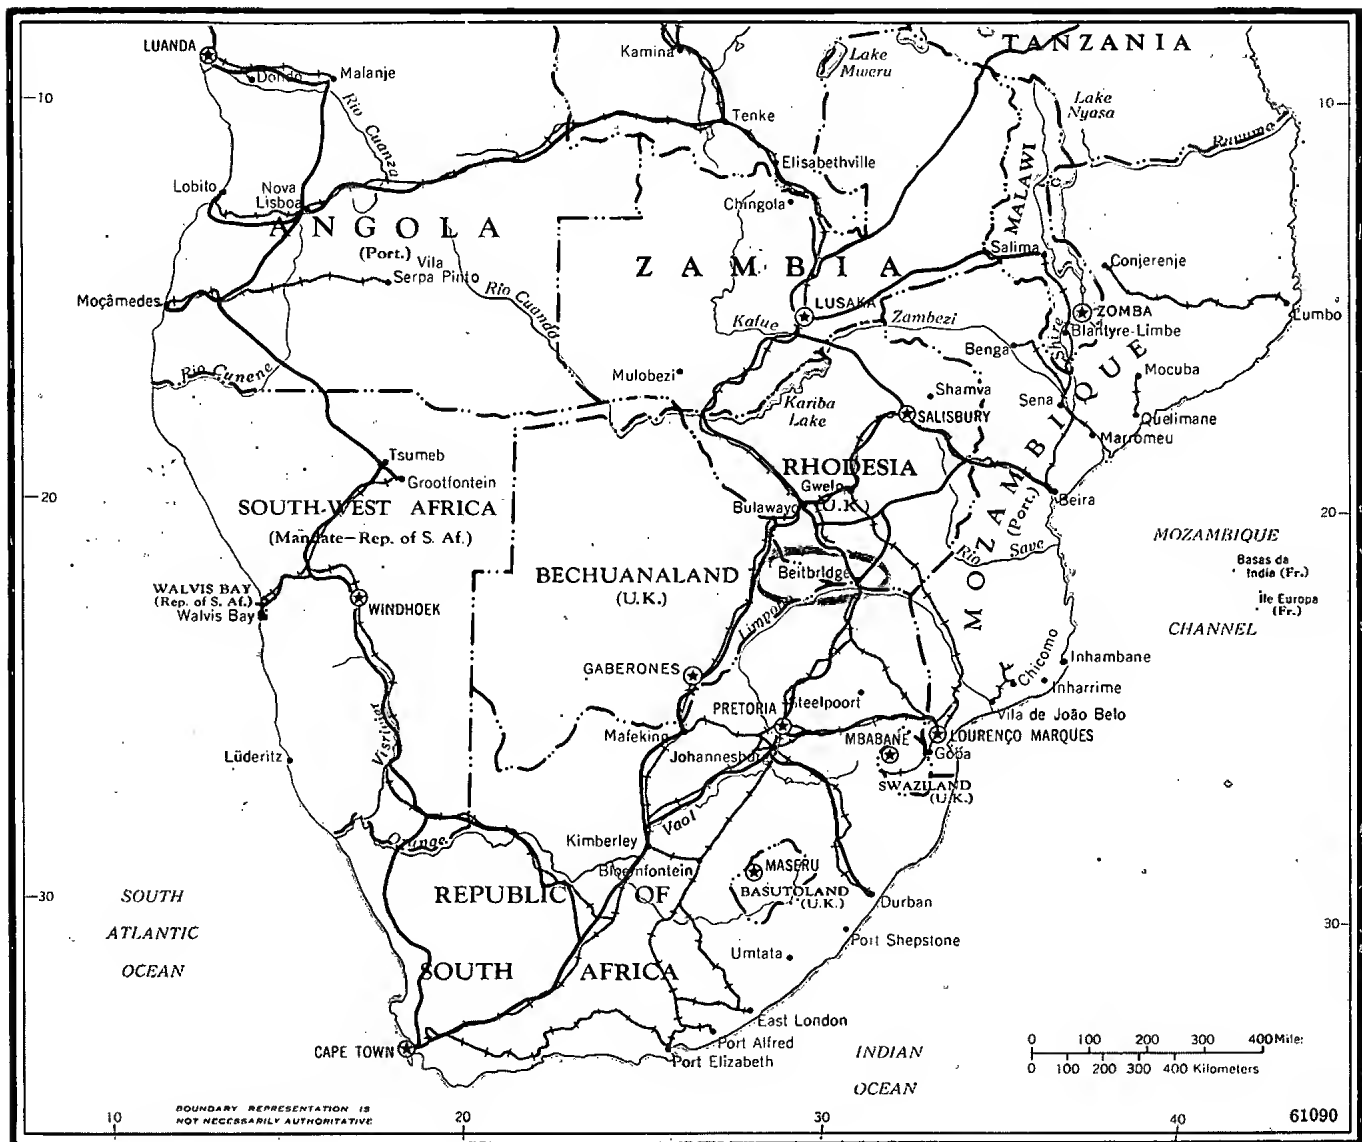 LUANDA
Dondo
Malanje
Kamina
Lake
Mweru
TANZANIA
10
10
Rio Cuanza
Tenke
Lake
Nyasa
Ruvuma
Elisabethville
MALAWI
Lobito
Nova
Lisboa
Chingola
ANGOLA
(Port.)
Vila
Serpa Pinto
ZAMBIA
Salima
Conjerenje
Moçâmedes
Rio Cuando
LUSAKA
Kafue
Zambezi
ZOMBA
Lumbo
Blantyre-Limbe
Shire
Benga
Rio Cunene
Mulobezi
Mocuba
Kariba
Lake
Shamva
Sena
SALISBURY
Quelimane
Marromeu
MOZAMBIQUE
(Port.)
Tsumeb
Grootfontein
RHODESIA
(U.K.)
Gwelo
20
20
SOUTH-WEST AFRICA
(Mandate-Rep. of S. Af.)
Bulawayo
Beira
Rio Save
MOZAMBIQUE
CHANNEL
Basas da
India (Fr.)
Île Europa
(Fr.)
BECHUANALAND
(U.K.)
Beitbridge
WALVIS BAY
(Rep. of S. Af.)
Walvis Bay
WINDHOEK
Limpopo
GABERONES
Chicomo
Inhambane
Inharrime
PRETORIA
Steelpoort
Vila de João Belo
Mafeking
MBABANE
LOURENÇO MARQUES
Johannesburg
Goba
Lüderitz
SWAZILAND
(U.K.)
Vaal
Orange
Kimberley
Bloemfontein
MASERU
BASUTOLAND
(U.K.)
30
30
SOUTH
ATLANTIC
OCEAN
REPUBLIC OF
SOUTH AFRICA
Durban
Port Shepstone
Umtata
East London
Port Alfred
Port Elizabeth
CAPE TOWN
INDIAN
OCEAN
0 100 200 300 400 Miles
0 100 200 300 400 Kilometers
BOUNDARY REPRESENTATION IS
NOT NECESSARILY AUTHORITATIVE
10
20
30
40
61090